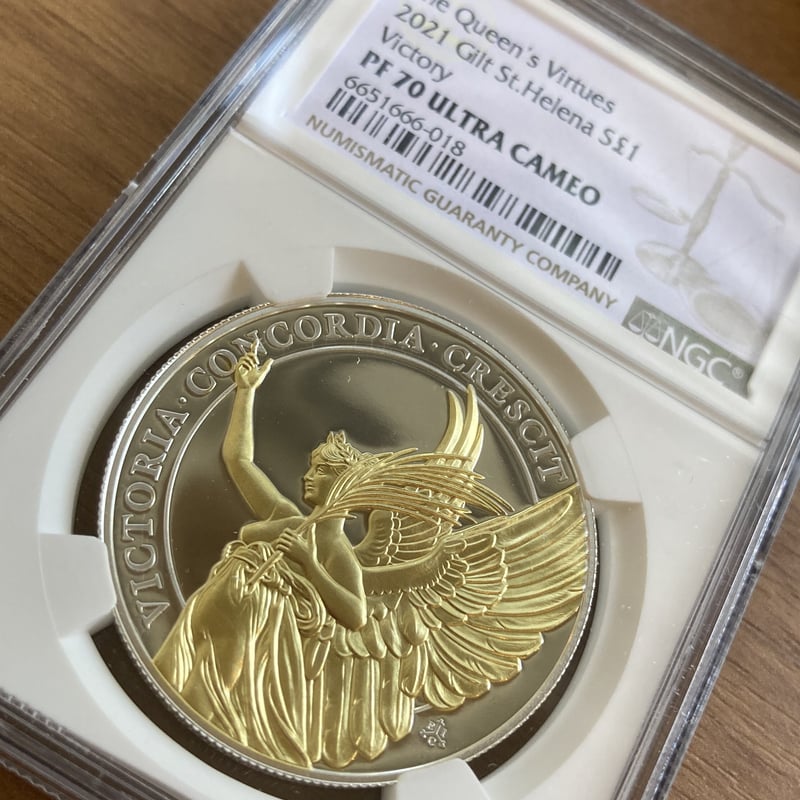 he Queen's Virtues
2021 Gilt St.Helena S£1
Victory
PF 70 ULTRA CAMEO
6651666-018
NUMISMATIC GUARANTY COMPANY
NGC®
VICTORIA·CONCORDIA·CRESCIT